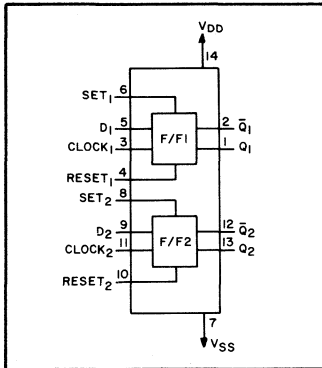 VDD
14
6
SET1
5
D1
2 Q̅1
F/F1
3
CLOCK1
1 Q1
4
RESET1
8
SET2
9
D2
12 Q̅2
F/F2
11
CLOCK2
13 Q2
10
RESET2
7
VSS